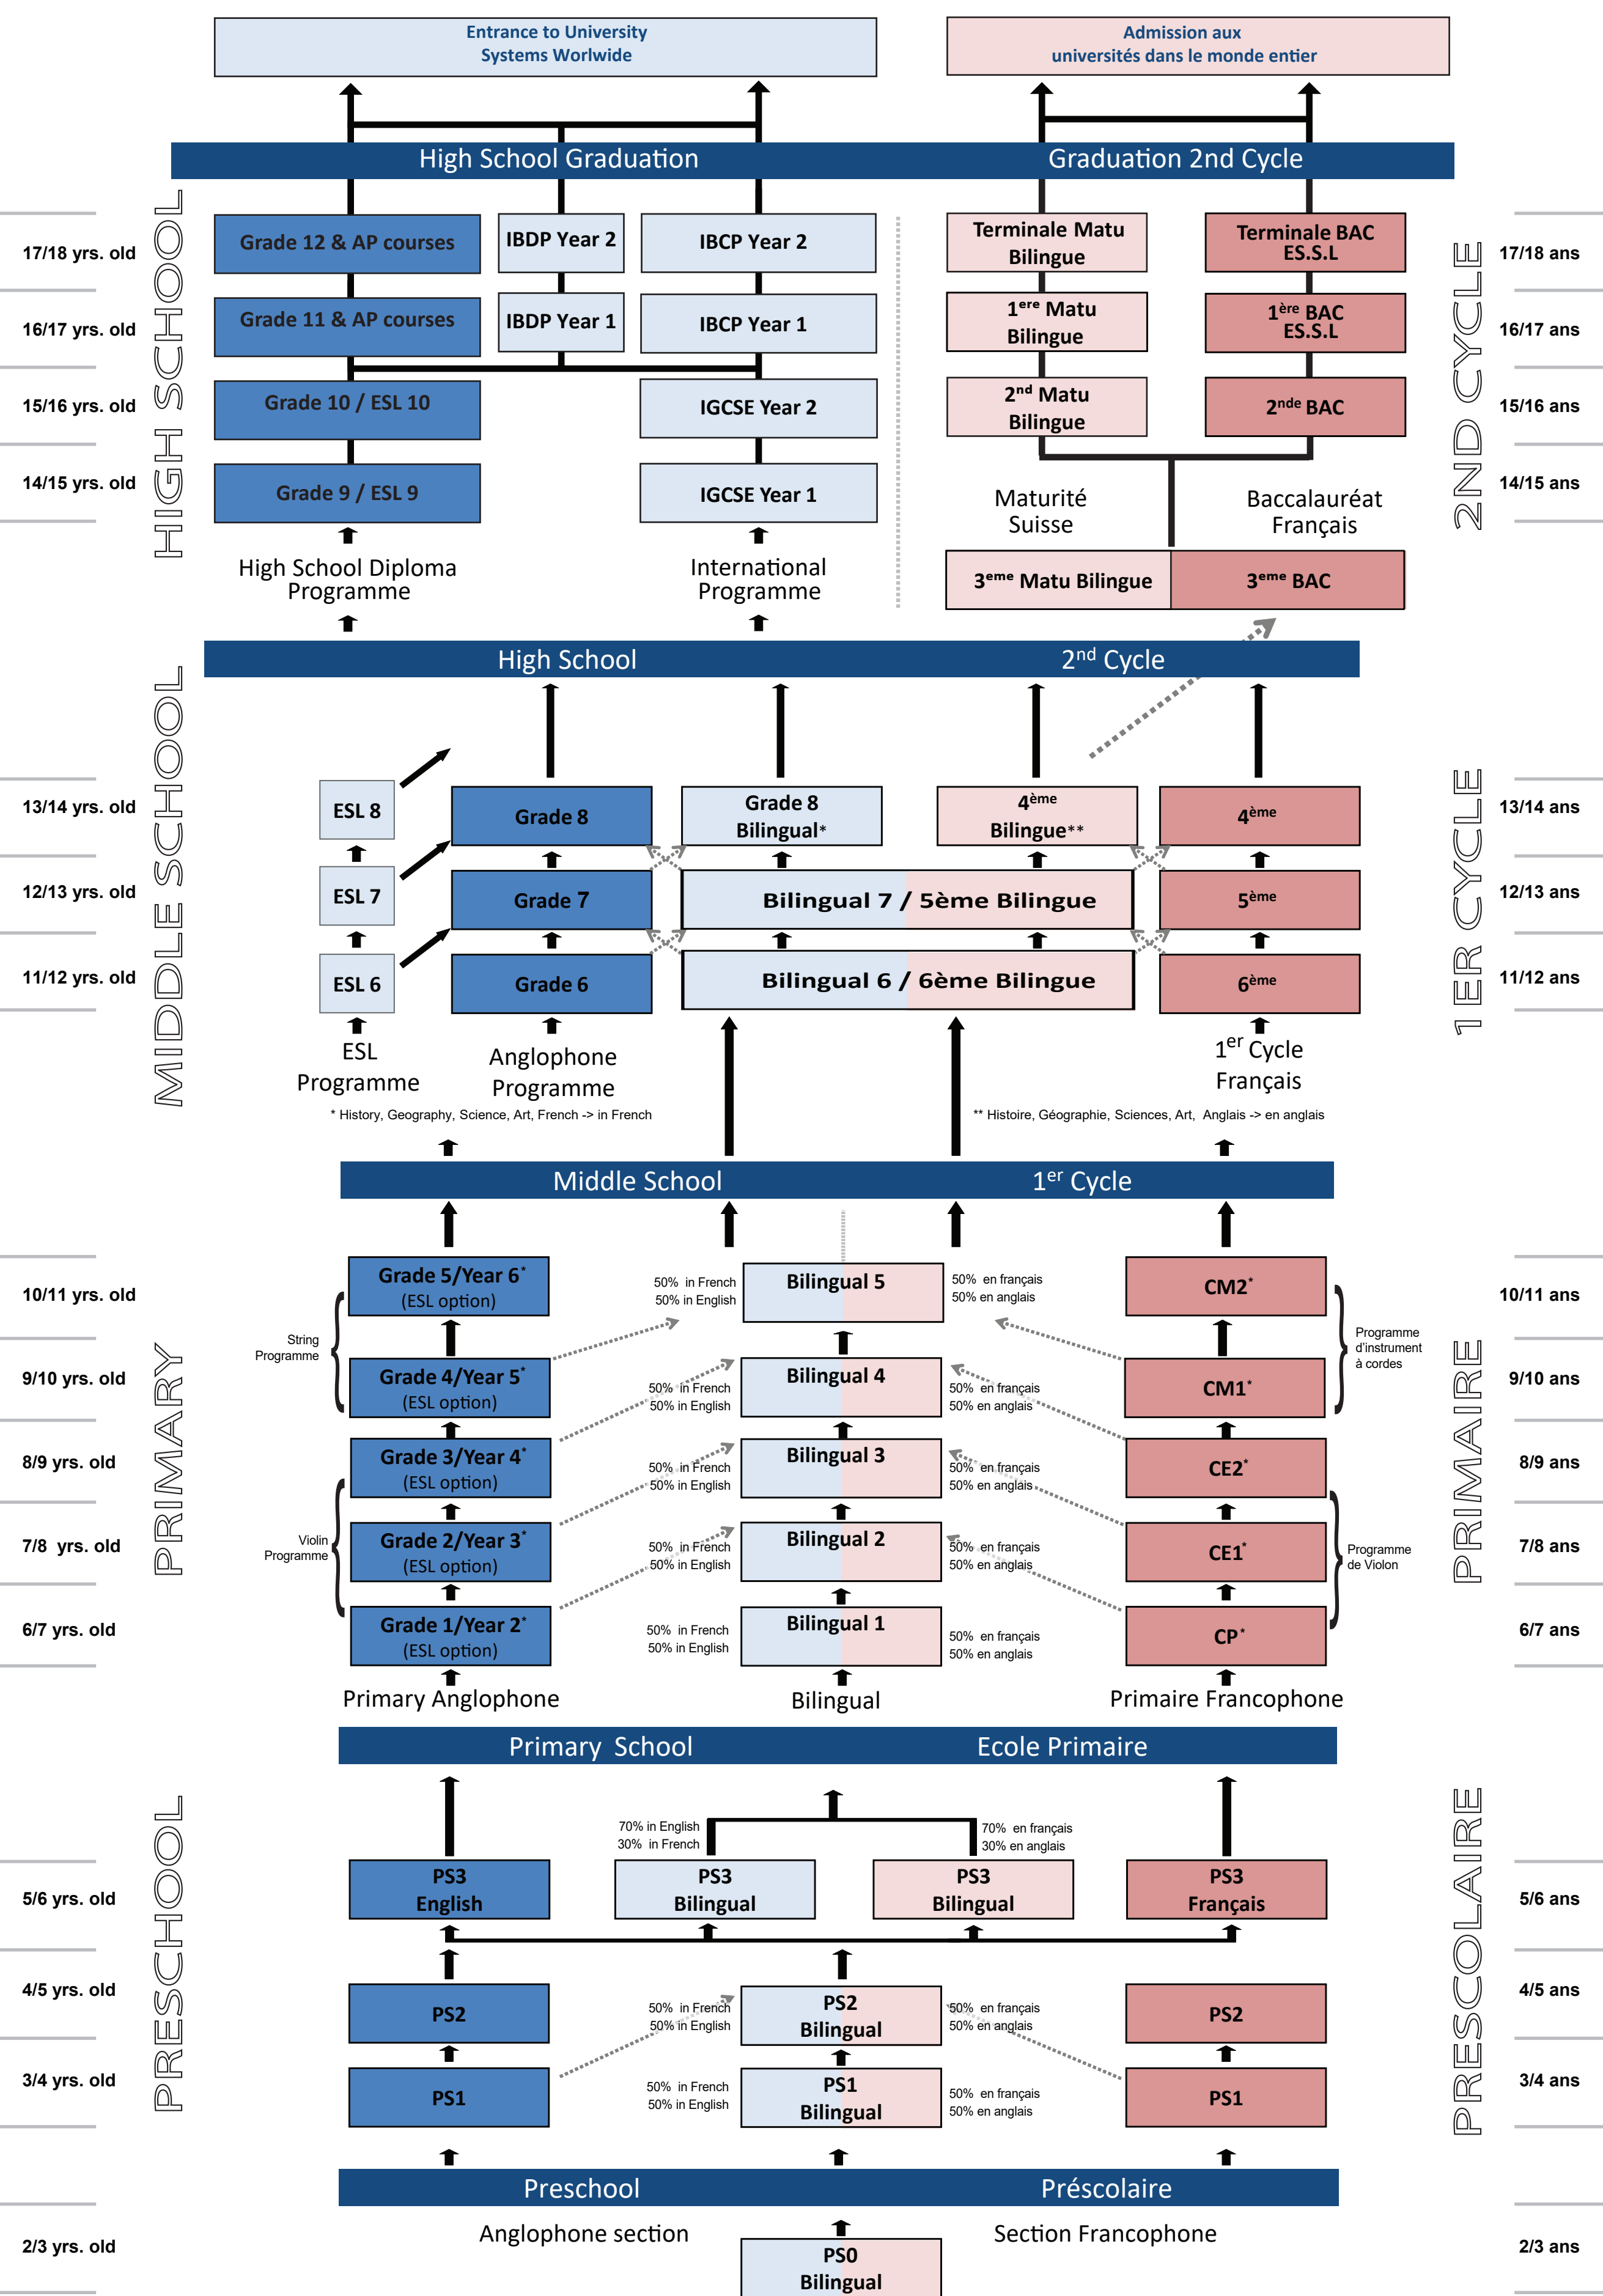 Entrance to University
Systems Worlwide
Admission aux
universités dans le monde entier
High School Graduation
Graduation 2nd Cycle
HIGH SCHOOL
2ND CYCLE
17/18 yrs. old
Grade 12 & AP courses
IBDP Year 2
IBCP Year 2
Terminale Matu
Bilingue
Terminale BAC
ES.S.L
17/18 ans
16/17 yrs. old
Grade 11 & AP courses
IBDP Year 1
IBCP Year 1
1ere Matu
Bilingue
1ère BAC
ES.S.L
16/17 ans
15/16 yrs. old
Grade 10 / ESL 10
IGCSE Year 2
2nd Matu
Bilingue
2nde BAC
15/16 ans
14/15 yrs. old
Grade 9 / ESL 9
IGCSE Year 1
Maturité
Suisse
Baccalauréat
Français
14/15 ans
High School Diploma
Programme
International
Programme
3eme Matu Bilingue
3eme BAC
High School
2nd Cycle
MIDDLE SCHOOL
1ER CYCLE
13/14 yrs. old
ESL 8
Grade 8
Grade 8
Bilingual*
4ème
Bilingue**
4ème
13/14 ans
12/13 yrs. old
ESL 7
Grade 7
Bilingual 7 / 5ème Bilingue
5ème
12/13 ans
11/12 yrs. old
ESL 6
Grade 6
Bilingual 6 / 6ème Bilingue
6ème
11/12 ans
ESL
Programme
Anglophone
Programme
1er Cycle
Français
* History, Geography, Science, Art, French -> in French
** Histoire, Géographie, Sciences, Art, Anglais -> en anglais
Middle School
1er Cycle
PRIMARY
PRIMAIRE
10/11 yrs. old
Grade 5/Year 6*
(ESL option)
50% in French
50% in English
Bilingual 5
50% en français
50% en anglais
CM2*
10/11 ans
String
Programme
Programme
d'instrument
à cordes
9/10 yrs. old
Grade 4/Year 5*
(ESL option)
50% in French
50% in English
Bilingual 4
50% en français
50% en anglais
CM1*
9/10 ans
8/9 yrs. old
Grade 3/Year 4*
(ESL option)
50% in French
50% in English
Bilingual 3
50% en français
50% en anglais
CE2*
8/9 ans
Violin
Programme
7/8 yrs. old
Grade 2/Year 3*
(ESL option)
50% in French
50% in English
Bilingual 2
50% en français
50% en anglais
CE1*
Programme
de Violon
7/8 ans
6/7 yrs. old
Grade 1/Year 2*
(ESL option)
50% in French
50% in English
Bilingual 1
50% en français
50% en anglais
CP*
6/7 ans
Primary Anglophone
Bilingual
Primaire Francophone
Primary School
Ecole Primaire
PRESCHOOL
PRESCOLAIRE
70% in English
30% in French
70% en français
30% en anglais
5/6 yrs. old
PS3
English
PS3
Bilingual
PS3
Bilingual
PS3
Français
5/6 ans
4/5 yrs. old
PS2
50% in French
50% in English
PS2
Bilingual
50% en français
50% en anglais
PS2
4/5 ans
3/4 yrs. old
PS1
50% in French
50% in English
PS1
Bilingual
50% en français
50% en anglais
PS1
3/4 ans
Preschool
Préscolaire
Anglophone section
Section Francophone
2/3 yrs. old
PS0
Bilingual
2/3 ans